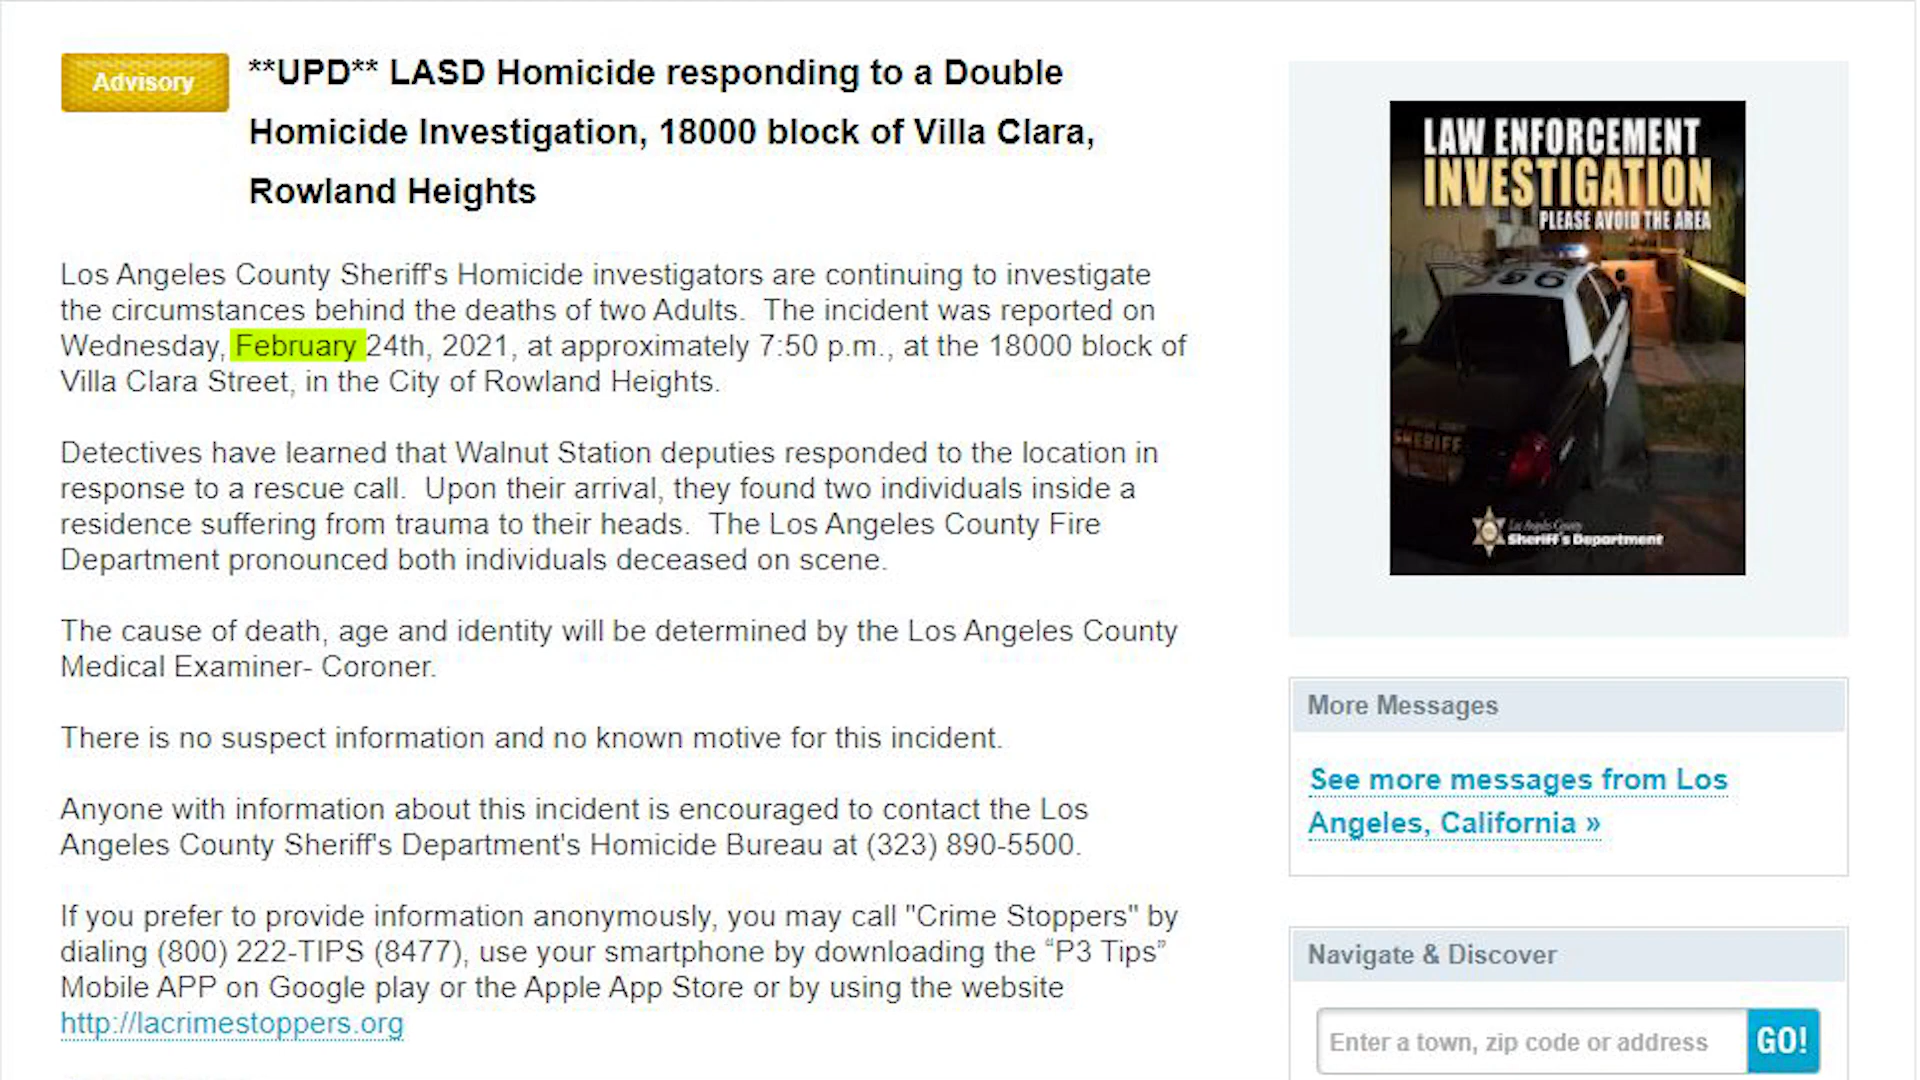 Advisory
**UPD** LASD Homicide responding to a Double
Homicide Investigation, 18000 block of Villa Clara,
Rowland Heights
Los Angeles County Sheriff's Homicide investigators are continuing to investigate
the circumstances behind the deaths of two Adults.  The incident was reported on
Wednesday, February 24th, 2021, at approximately 7:50 p.m., at the 18000 block of
Villa Clara Street, in the City of Rowland Heights.
Detectives have learned that Walnut Station deputies responded to the location in
response to a rescue call.  Upon their arrival, they found two individuals inside a
residence suffering from trauma to their heads.  The Los Angeles County Fire
Department pronounced both individuals deceased on scene.
The cause of death, age and identity will be determined by the Los Angeles County
Medical Examiner- Coroner.
There is no suspect information and no known motive for this incident.
Anyone with information about this incident is encouraged to contact the Los
Angeles County Sheriff's Department's Homicide Bureau at (323) 890-5500.
If you prefer to provide information anonymously, you may call "Crime Stoppers" by
dialing (800) 222-TIPS (8477), use your smartphone by downloading the “P3 Tips”
Mobile APP on Google play or the Apple App Store or by using the website
http://lacrimestoppers.org
LAW ENFORCEMENT
INVESTIGATION
PLEASE AVOID THE AREA
SHERIFF
Los Angeles County
Sheriff's Department
More Messages
See more messages from Los
Angeles, California »
Navigate & Discover
Enter a town, zip code or address
GO!